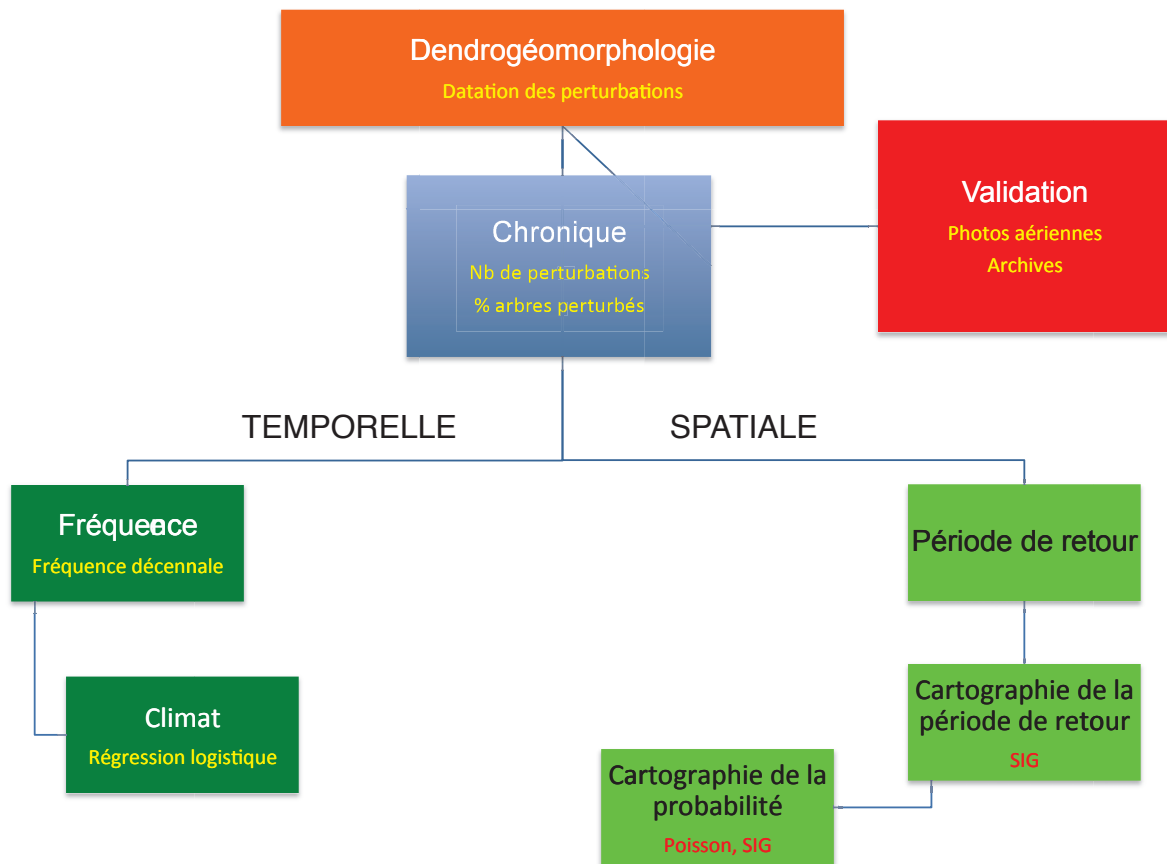 Dendrogéomorphologie
Datation des perturbations
Validation
Photos aériennes
Archives
Chronique
Nb de perturbations
% arbres perturbés
TEMPORELLE
SPATIALE
Fréquence
Fréquence décennale
Période de retour
Climat
Régression logistique
Cartographie de la
période de retour
SIG
Cartographie de la
probabilité
Poisson, SIG